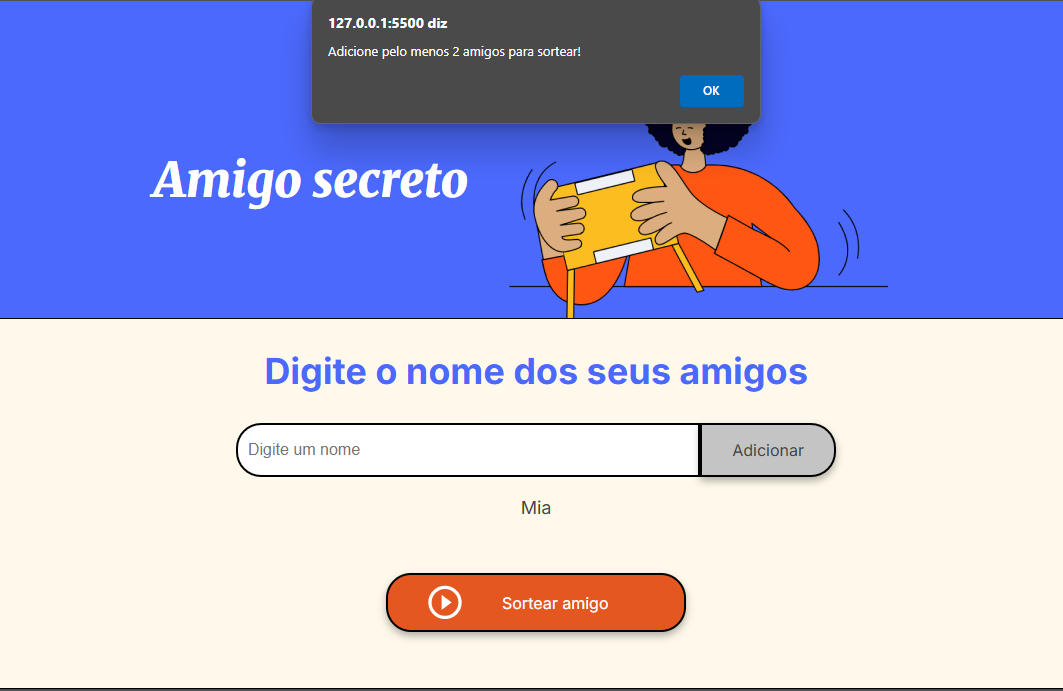 127.0.0.1:5500 diz
Adicione pelo menos 2 amigos para sortear!
OK
Amigo secreto
Digite o nome dos seus amigos
Digite um nome
Adicionar
Mia
Sortear amigo